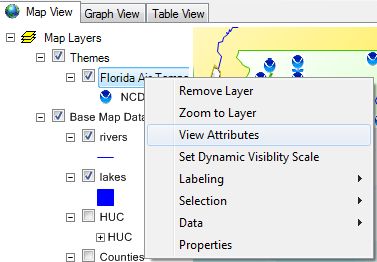 Map View Graph View Table View
Map Layers
Themes
Florida Air Tempe
NCD
Base Map Data
rivers
lakes
HUC
HUC
Counties
Remove Layer
Zoom to Layer
View Attributes
Set Dynamic Visiblity Scale
Labeling
Selection
Data
Properties